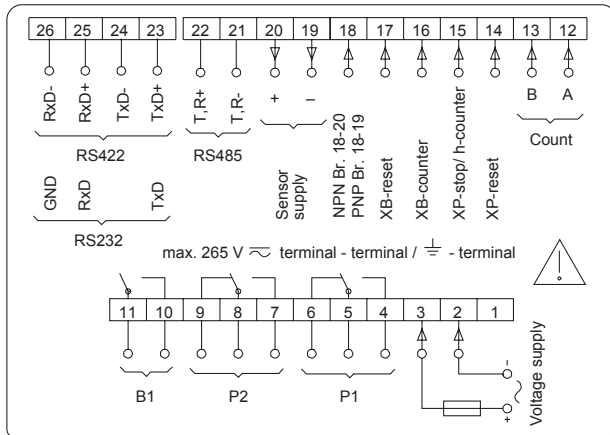 26 25 24 23 22 21 20 19 18 17 16 15 14 13 12
RxD- RxD+ TxD- TxD+ T,R+ T,R- + – B A
RS422
RS485
Sensor
supply
NPN Br. 18-20
PNP Br. 18-19
XB-reset
XB-counter
XP-stop/ h-counter
XP-reset
Count
GND RxD TxD
RS232
max. 265 V terminal - terminal / - terminal
11 10 9 8 7 6 5 4 3 2 1
B1 P2 P1
-
+
Voltage supply